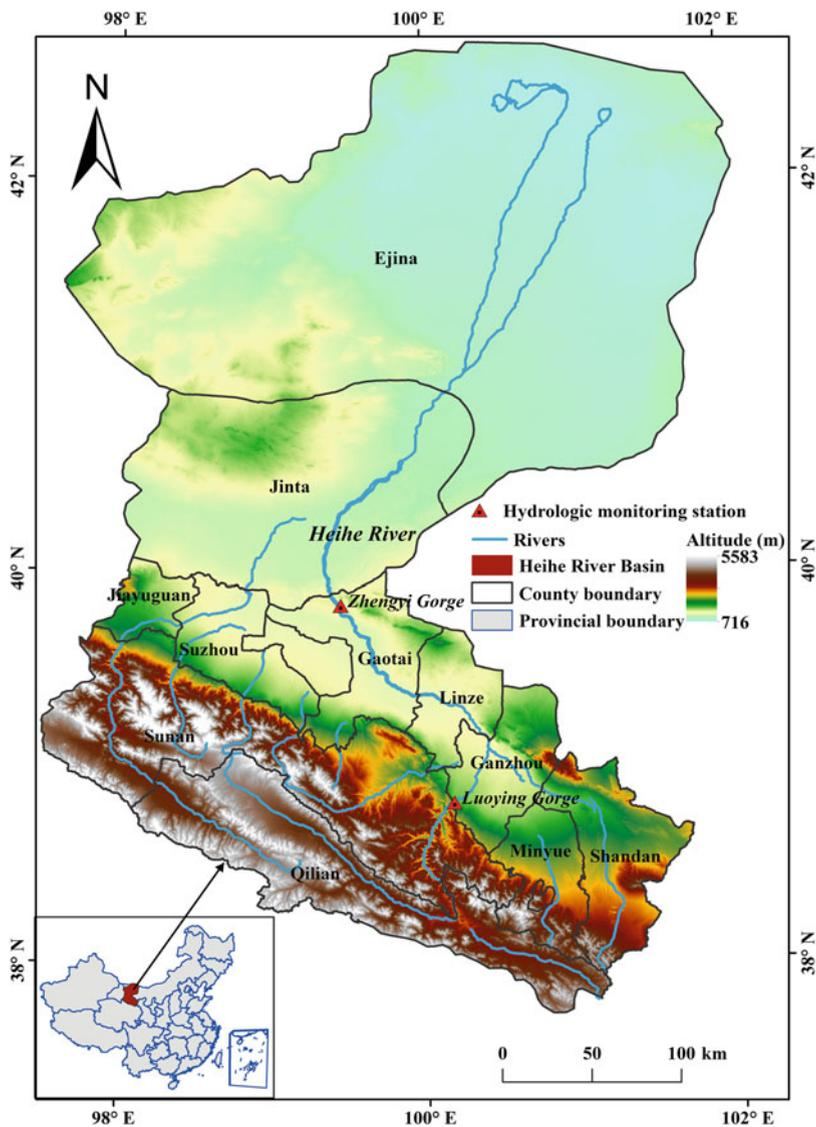 98° E 100° E 102° E
N
42° N
42° N
Ejina
Jinta
Heihe River
Hydrologic monitoring station
Rivers
Altitude (m)
Heihe River Basin
5583
County boundary
Provincial boundary
716
40° N
40° N
Jiayuguan
Zhengyi Gorge
Suzhou
Gaotai
Linze
Sunan
Ganzhou
Luoying Gorge
Minyue
Shandan
Qilian
38° N
38° N
0 50 100 km
98° E 100° E 102° E